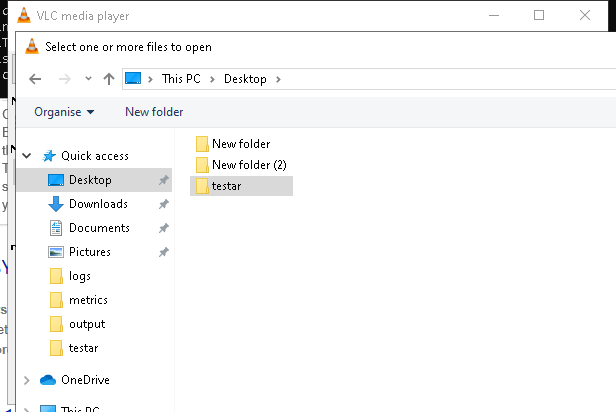 VLC media player
Select one or more files to open
This PC > Desktop >
Organise New folder
New folder
New folder (2)
testar
Quick access
Desktop
Downloads
Documents
Pictures
logs
metrics
output
testar
OneDrive
This PC